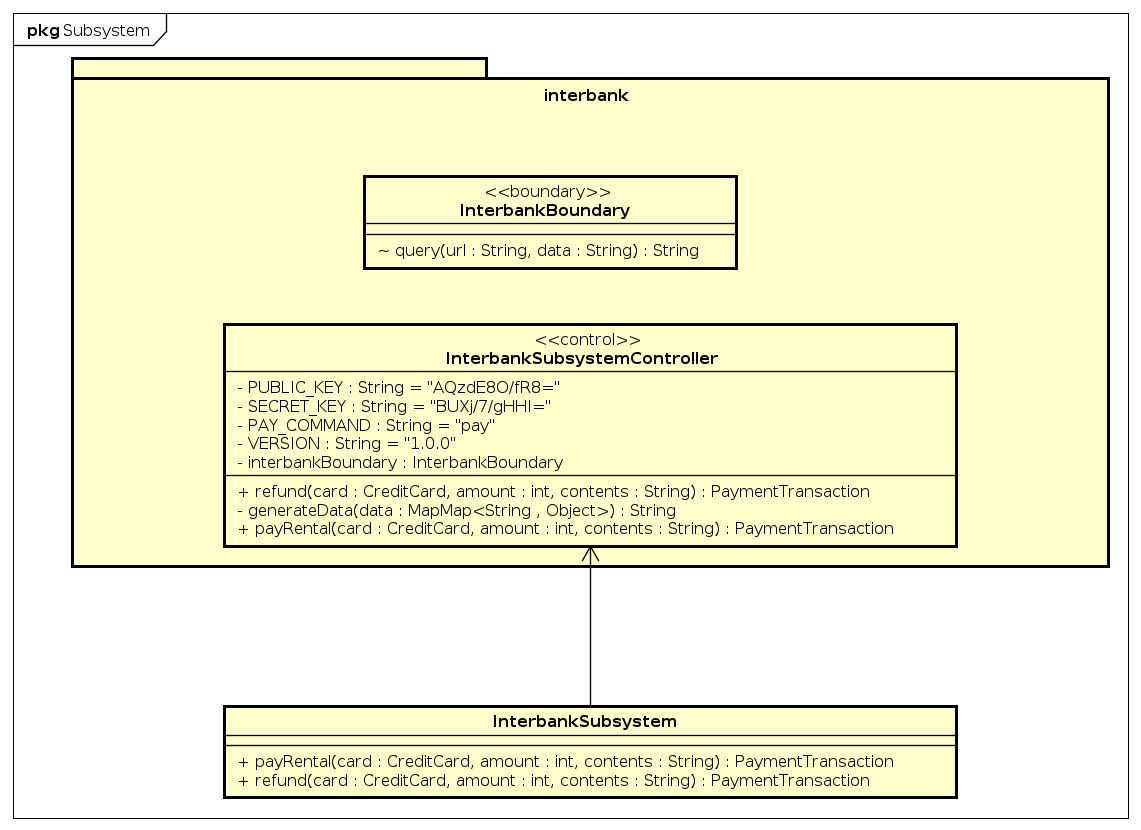 pkg Subsystem
interbank
<<boundary>>
InterbankBoundary
~ query(url : String, data : String) : String
<<control>>
InterbankSubsystemController
- PUBLIC_KEY : String = "AQzdE8O/fR8="
- SECRET_KEY : String = "BUXj/7/gHHI="
- PAY_COMMAND : String = "pay"
- VERSION : String = "1.0.0"
- interbankBoundary : InterbankBoundary
+ refund(card : CreditCard, amount : int, contents : String) : PaymentTransaction
- generateData(data : MapMap<String , Object>) : String
+ payRental(card : CreditCard, amount : int, contents : String) : PaymentTransaction
InterbankSubsystem
+ payRental(card : CreditCard, amount : int, contents : String) : PaymentTransaction
+ refund(card : CreditCard, amount : int, contents : String) : PaymentTransaction